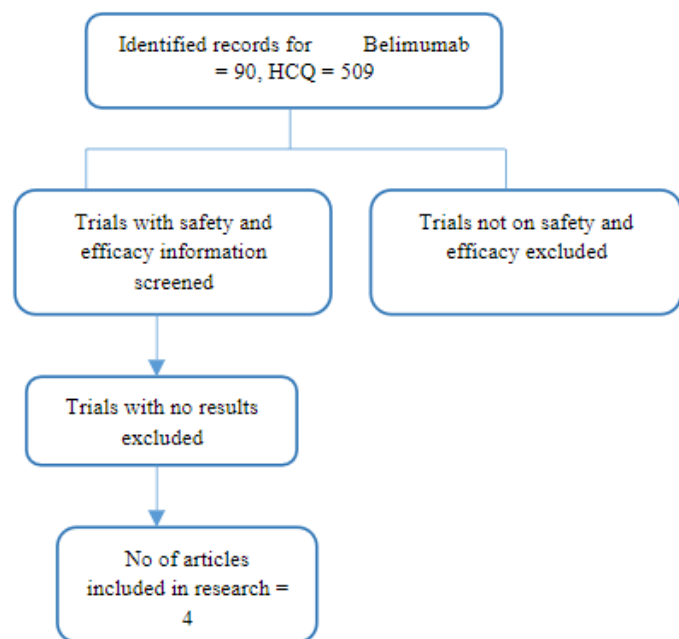 Identified records for Belimumab
= 90, HCQ = 509
Trials with safety and
efficacy information
screened
Trials not on safety and
efficacy excluded
Trials with no results
excluded
No of articles
included in research =
4